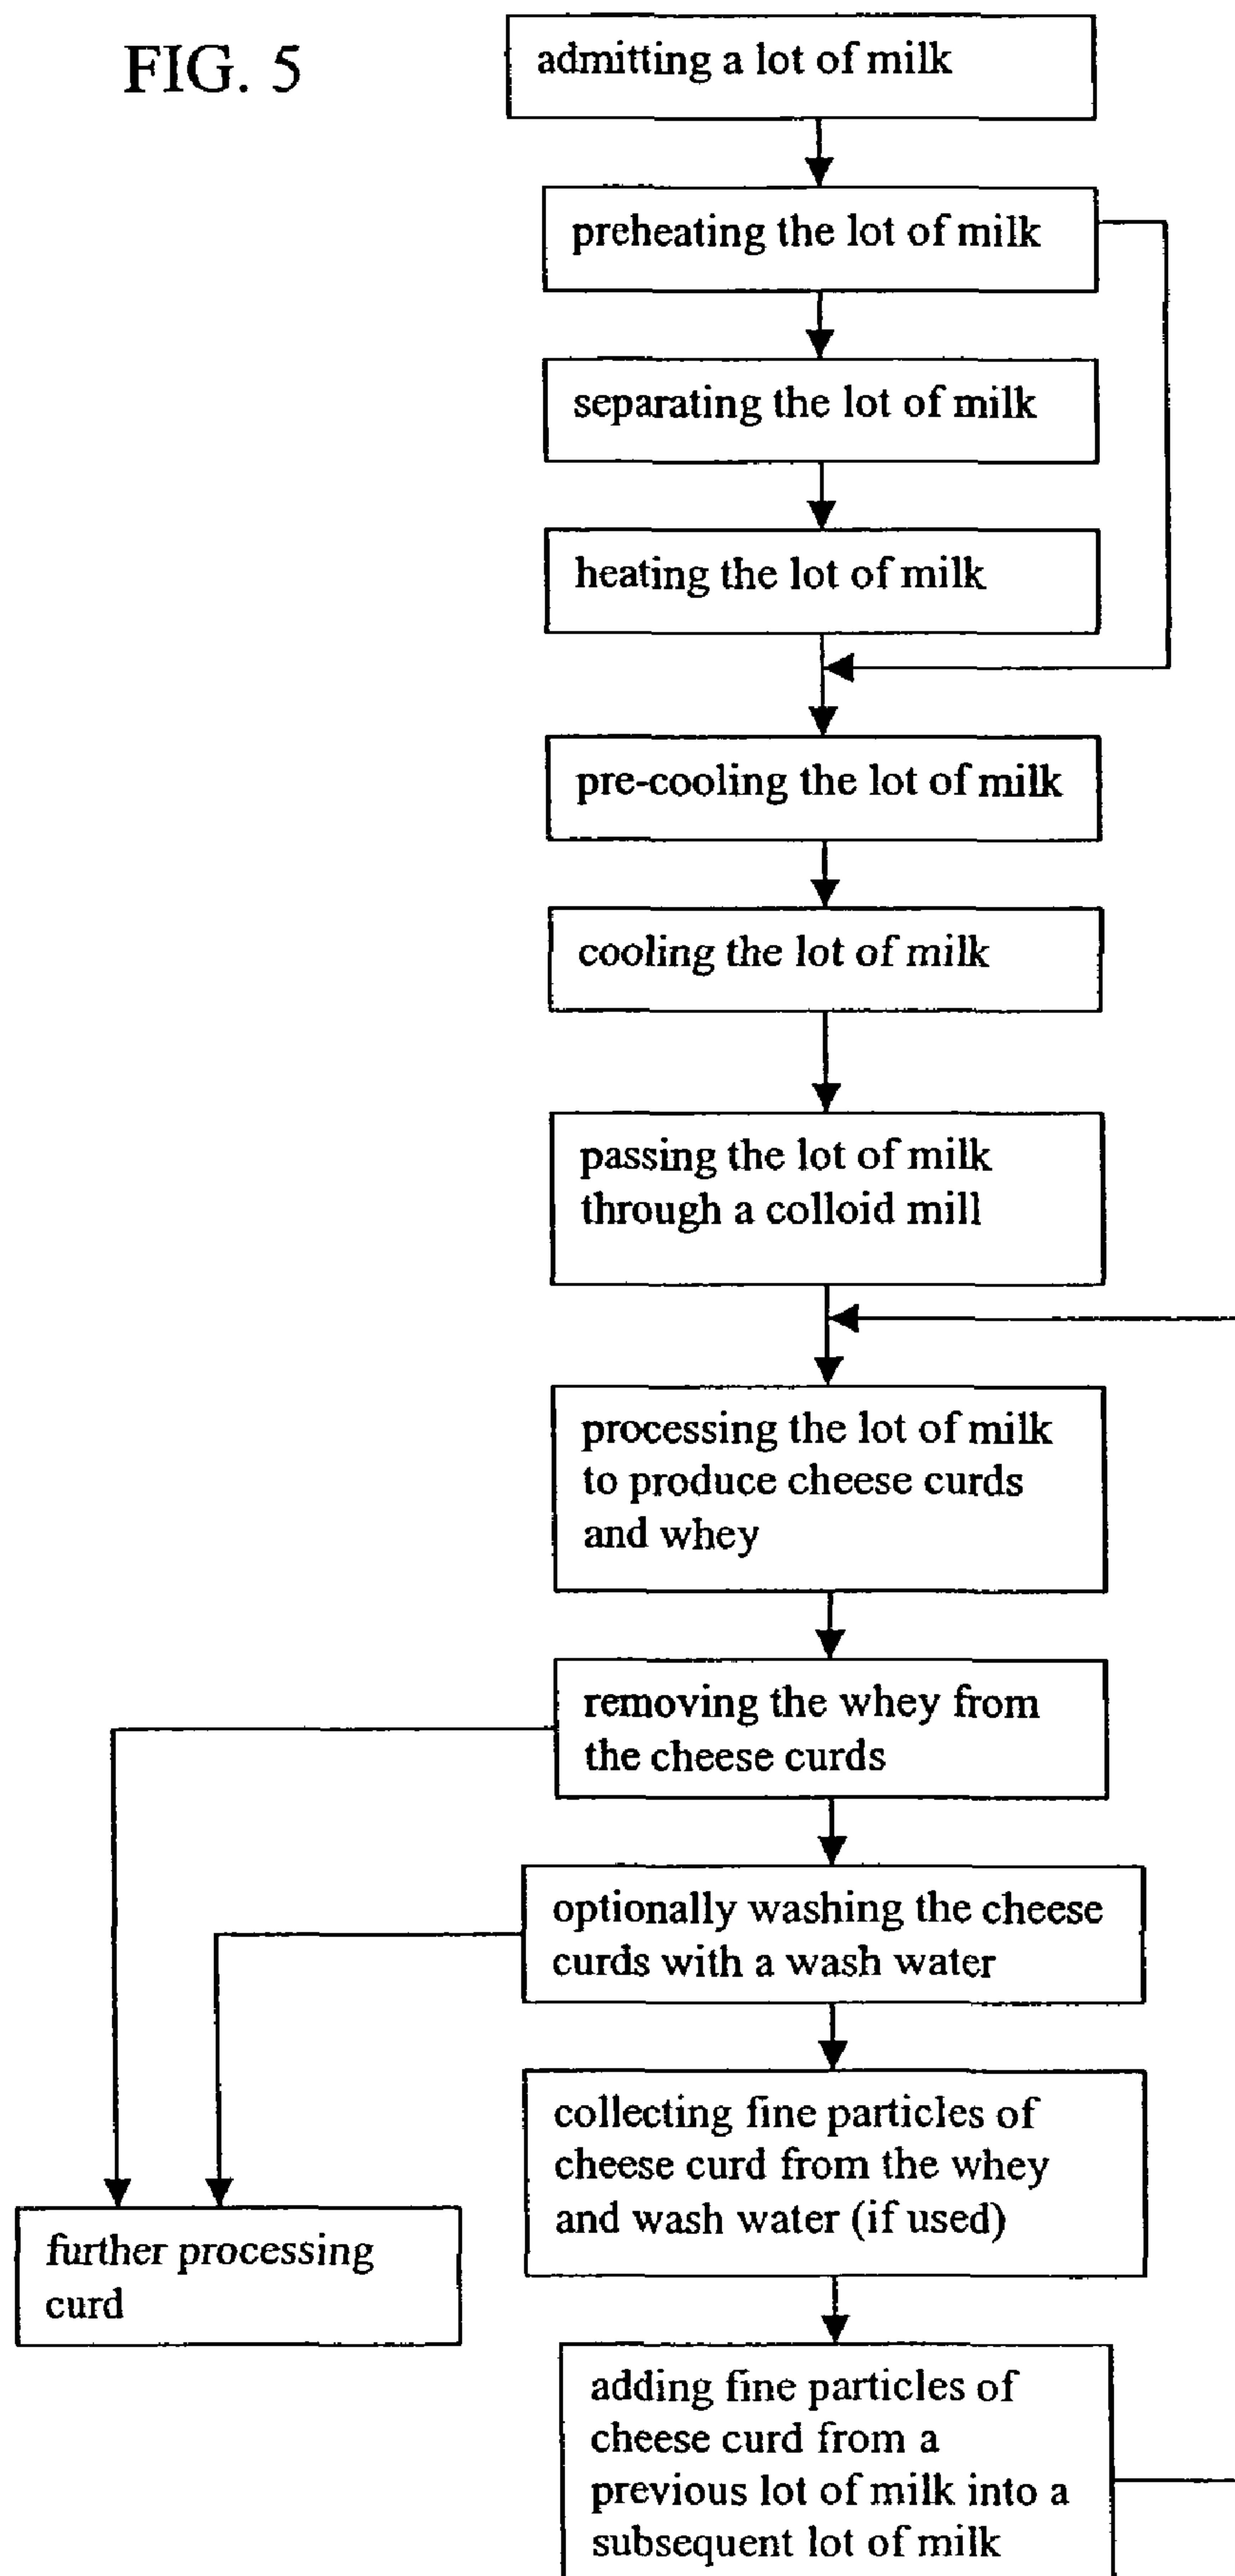 FIG. 5
admitting a lot of milk
preheating the lot of milk
separating the lot of milk
heating the lot of milk
pre-cooling the lot of milk
cooling the lot of milk
passing the lot of milk
through a colloid mill
processing the lot of milk
to produce cheese curds
and whey
removing the whey from
the cheese curds
optionally washing the cheese
curds with a wash water
collecting fine particles of
cheese curd from the whey
and wash water (if used)
further processing
curd
adding fine particles of
cheese curd from a
previous lot of milk into a
subsequent lot of milk